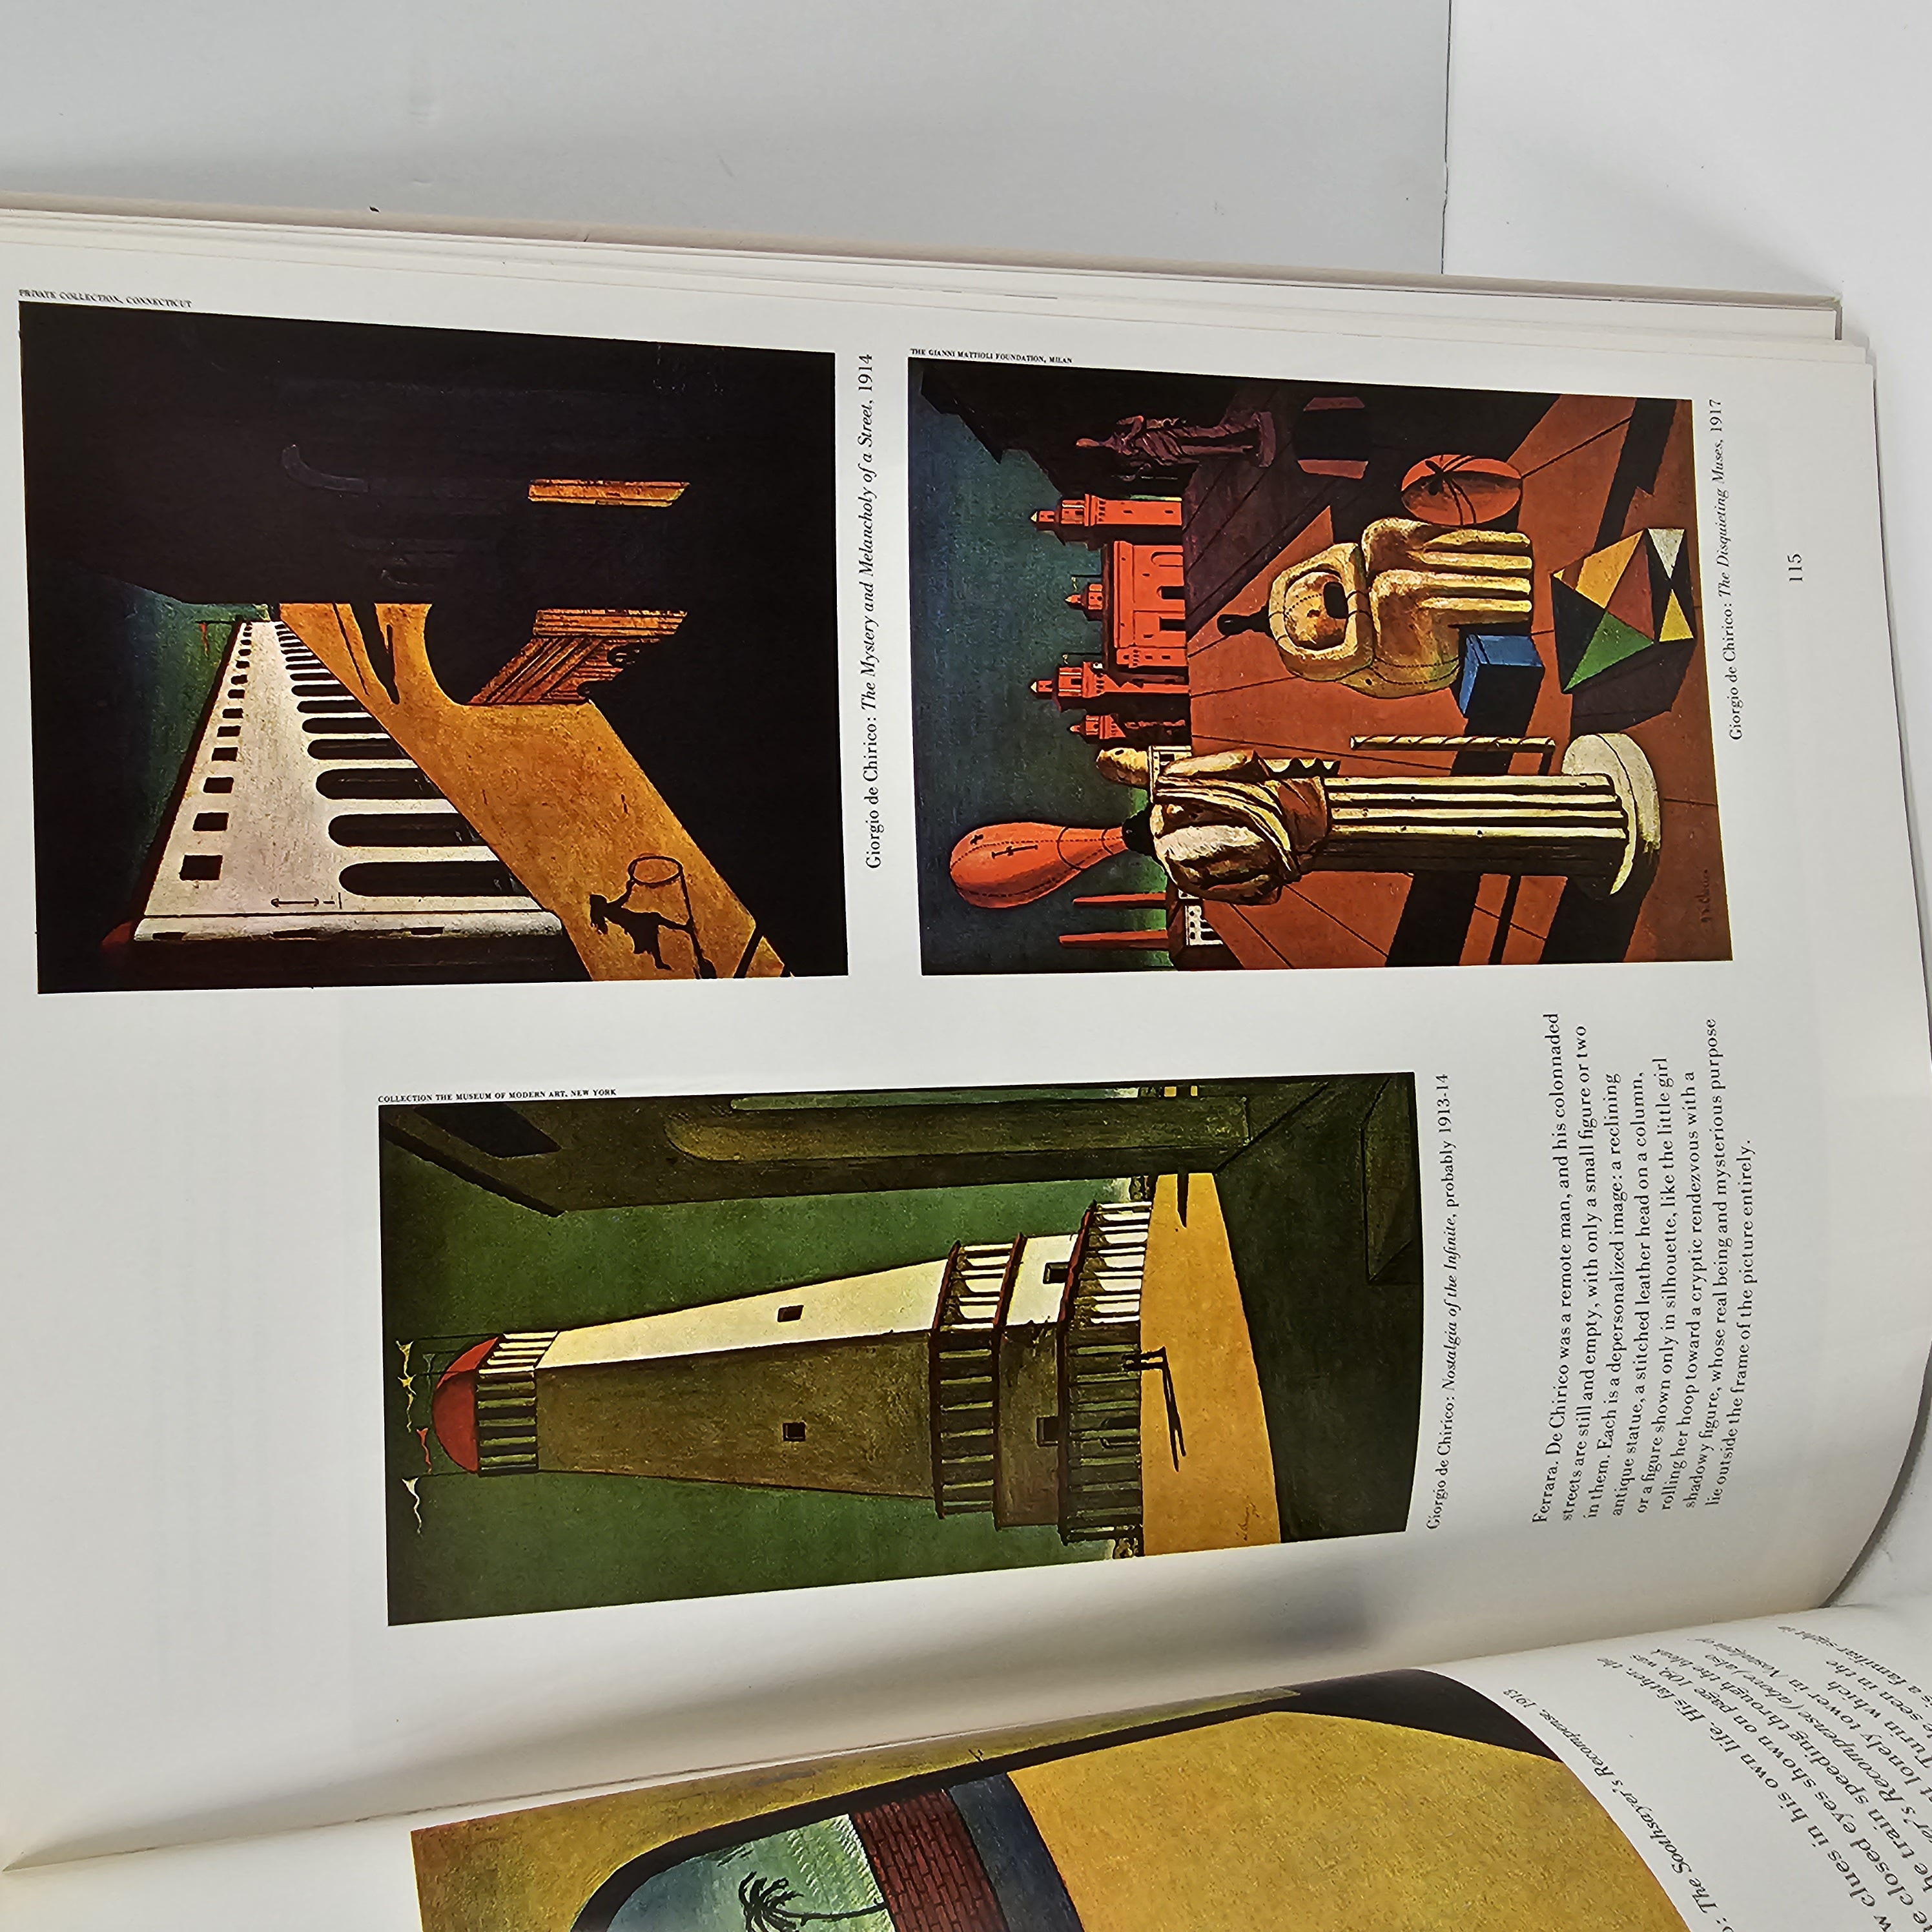 o: The Soothsayer's Recompense, 1913
w clues in his own life. His father, the
e closed eyes shown on page 109, was
he train speeding through the bleak
er's Recompense (above) also
t lonely tower in Nostalgia of
Turin which
le seen in the
is a familiar sight in
COLLECTION THE MUSEUM OF MODERN ART, NEW YORK
Giorgio de Chirico: Nostalgia of the Infinite, probably 1913-14
Ferrara. De Chirico was a remote man, and his colonnaded
streets are still and empty, with only a small figure or two
in them. Each is a depersonalized image: a reclining
antique statue, a stitched leather head on a column,
or a figure shown only in silhouette, like the little girl
rolling her hoop toward a cryptic rendezvous with a
shadowy figure, whose real being and mysterious purpose
lie outside the frame of the picture entirely.
PRIVATE COLLECTION, CONNECTICUT
Giorgio de Chirico: The Mystery and Melancholy of a Street, 1914
THE GIANNI MATTIOLI FOUNDATION, MILAN
Giorgio de Chirico: The Disquieting Muses, 1917
115